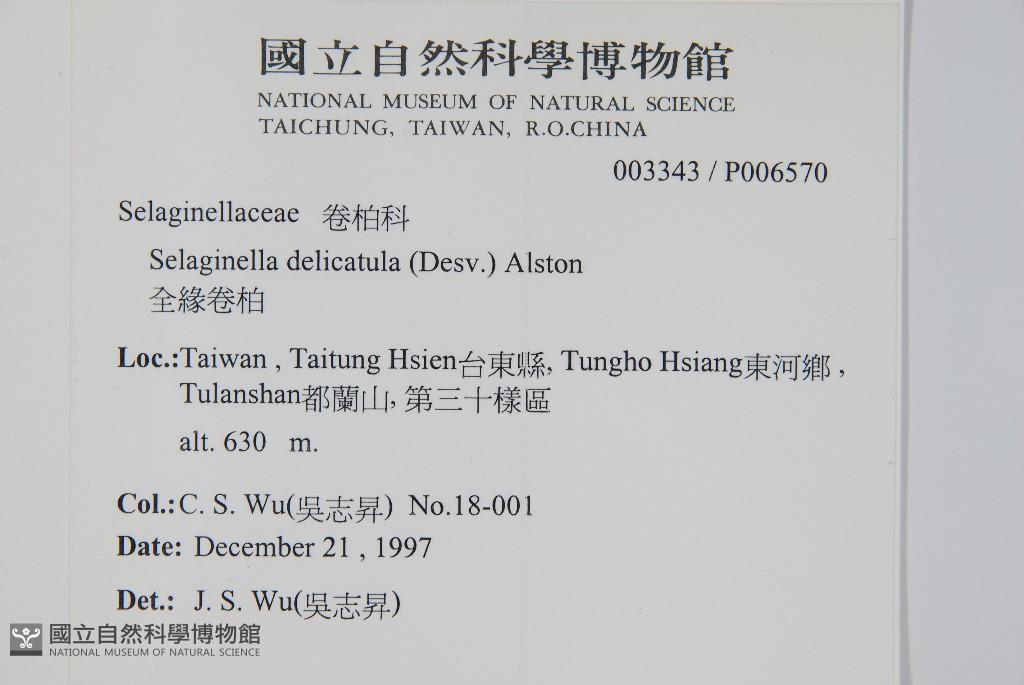 國立自然科學博物館
NATIONAL MUSEUM OF NATURAL SCIENCE
TAICHUNG, TAIWAN, R.O.CHINA
003343 / P006570
Selaginellaceae 卷柏科
Selaginella delicatula (Desv.) Alston
全緣卷柏
Loc.:Taiwan , Taitung Hsien台東縣, Tungho Hsiang東河鄉 ,
Tulanshan都蘭山, 第三十樣區
alt. 630 m.
Col.:C. S. Wu(吳志昇) No.18-001
Date: December 21 , 1997
Det.: J. S. Wu(吳志昇)
國立自然科學博物館
NATIONAL MUSEUM OF NATURAL SCIENCE